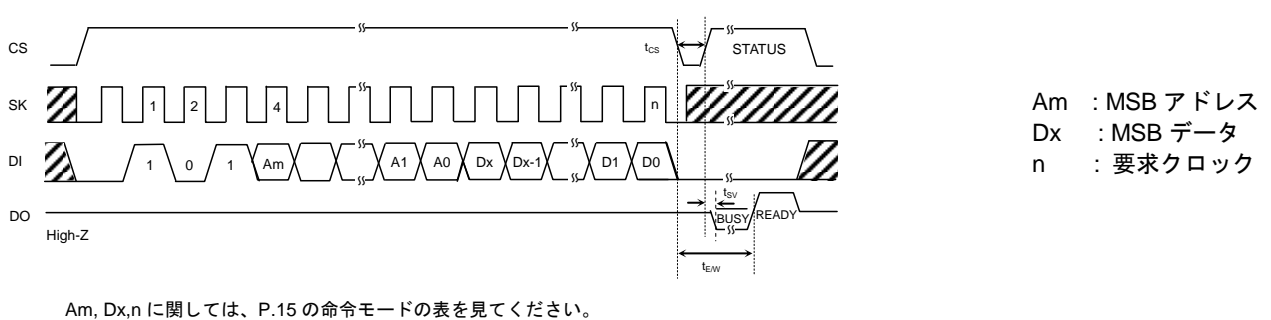 CS
tCS
STATUS
SK
1 2 4 n
DI
1 0 1 Am A1 A0 Dx Dx-1 D1 D0
tSV
DO
BUSY READY
High-Z
tE/W
Am : MSB アドレス
Dx : MSB データ
n : 要求クロック
Am, Dx,n に関しては、P.15 の命令モードの表を見てください。